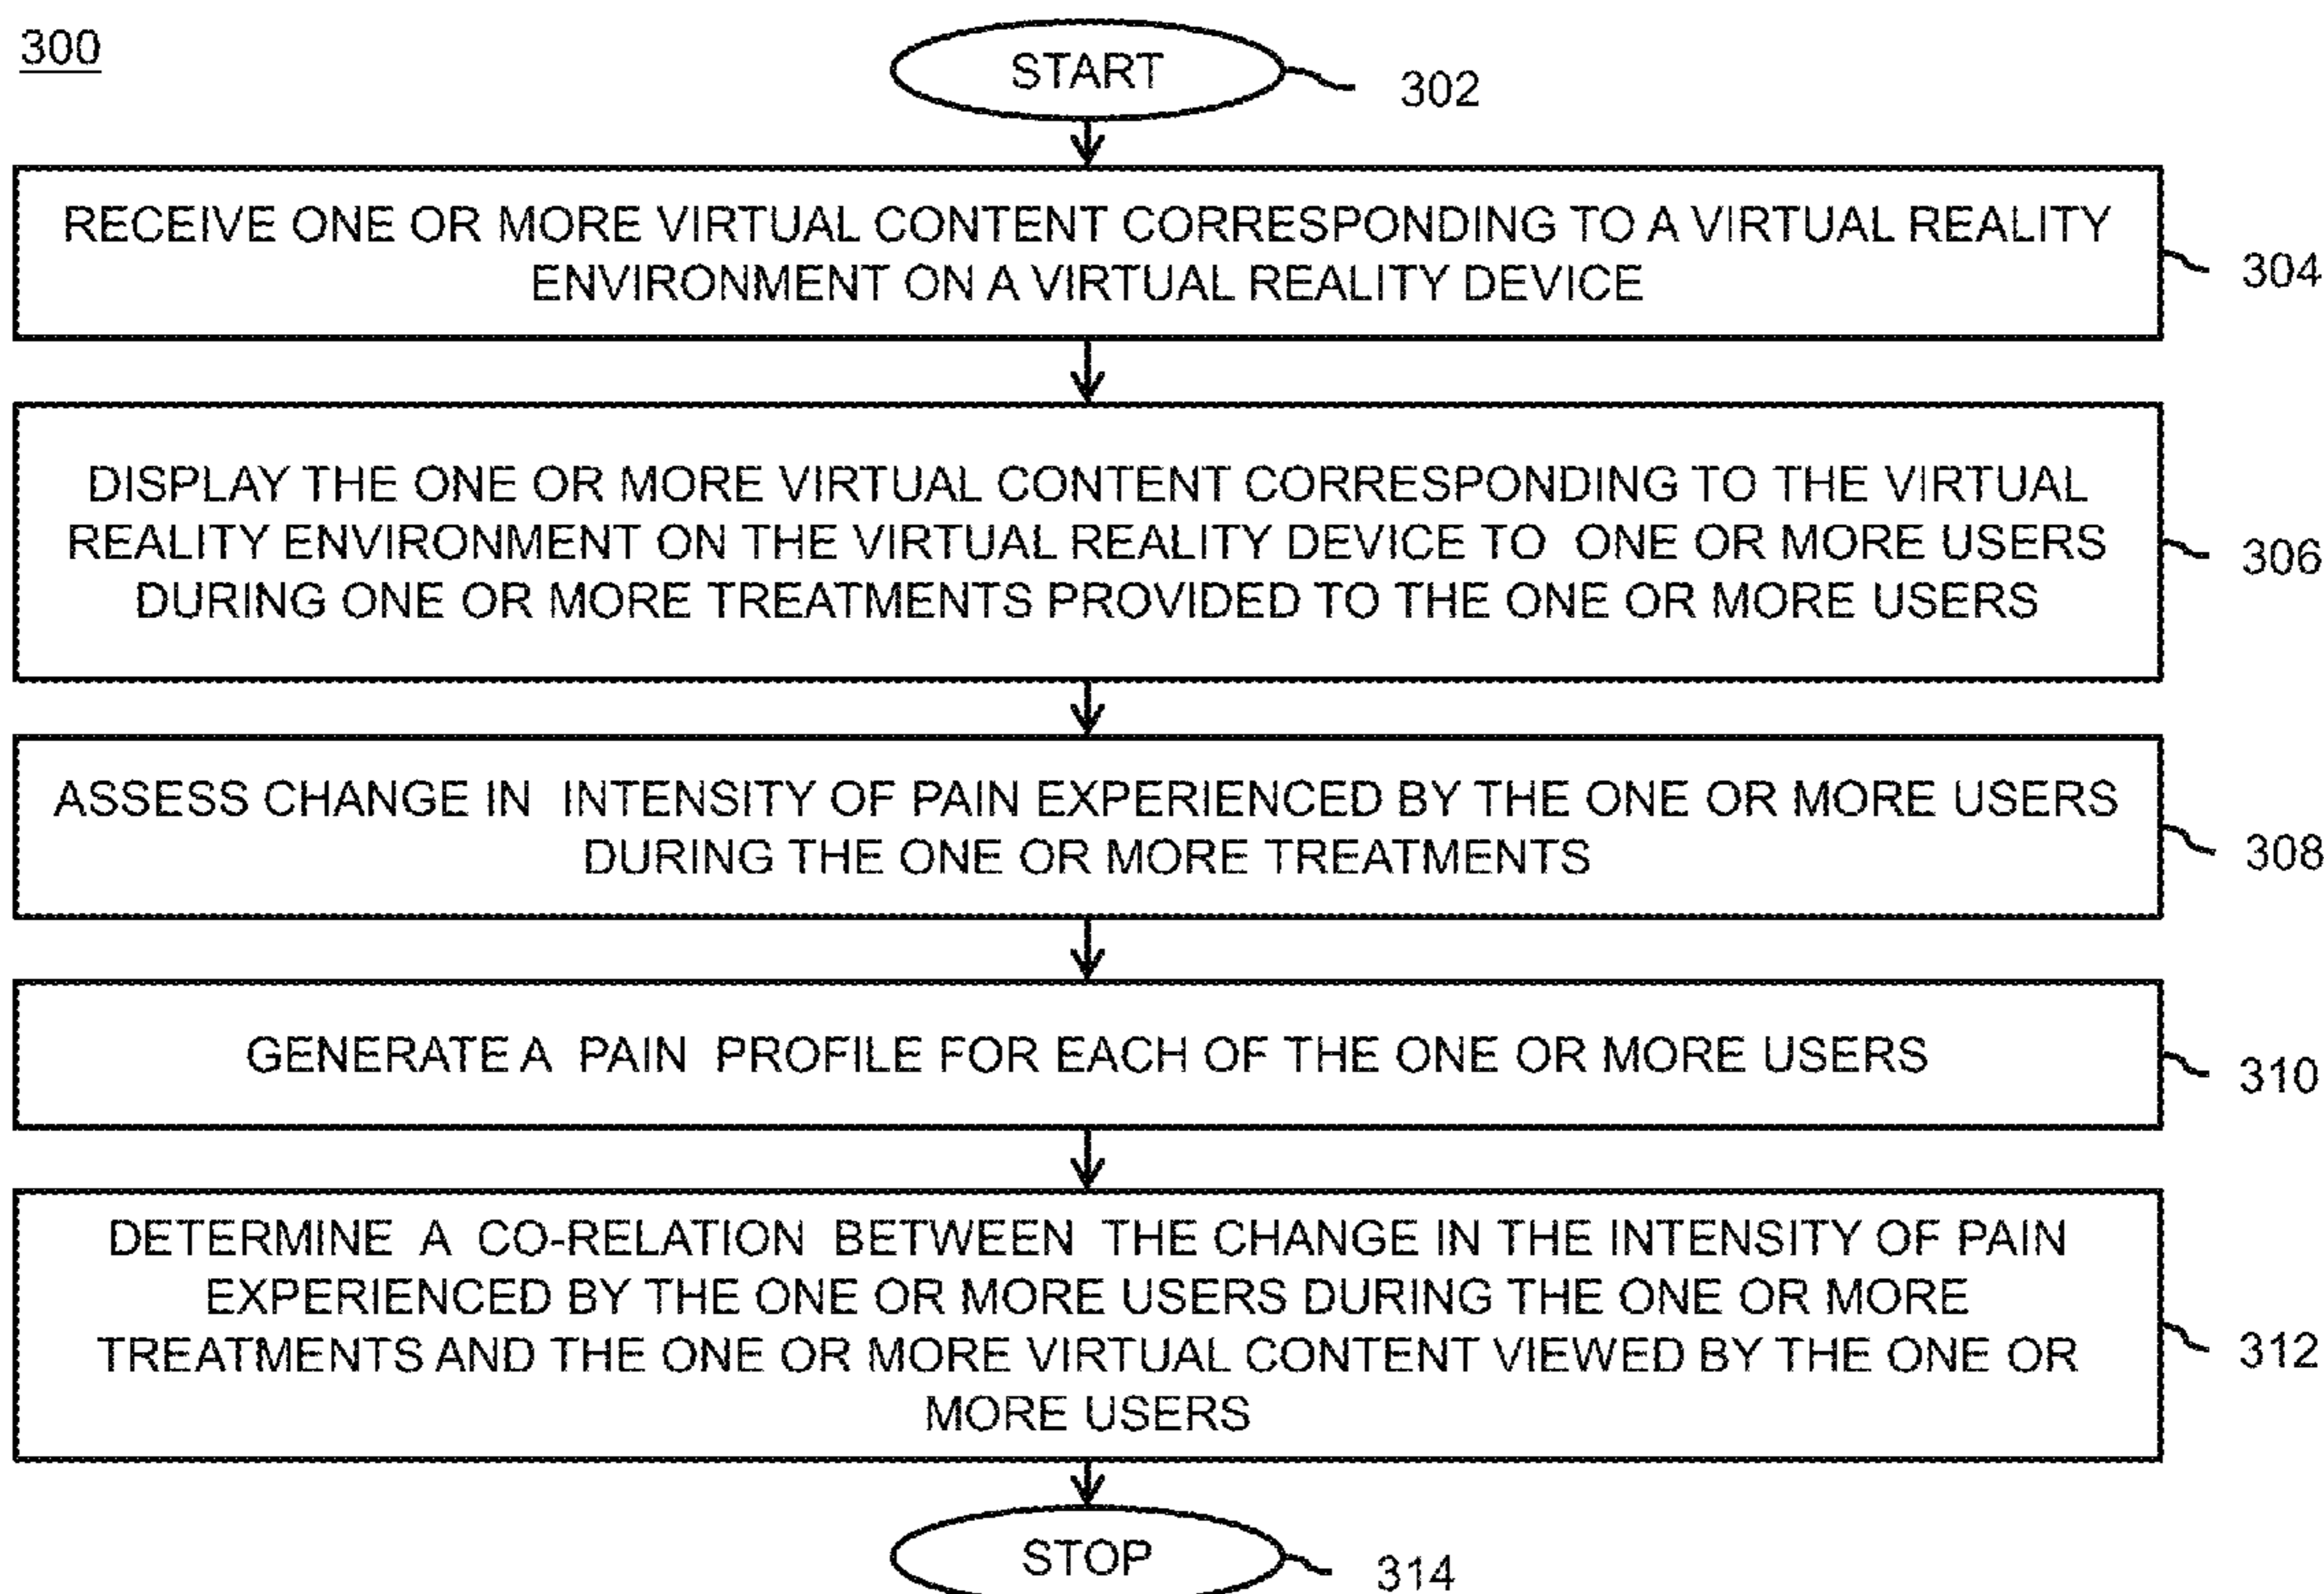 300
START
302
RECEIVE ONE OR MORE VIRTUAL CONTENT CORRESPONDING TO A VIRTUAL REALITY
ENVIRONMENT ON A VIRTUAL REALITY DEVICE
304
DISPLAY THE ONE OR MORE VIRTUAL CONTENT CORRESPONDING TO THE VIRTUAL
REALITY ENVIRONMENT ON THE VIRTUAL REALITY DEVICE TO ONE OR MORE USERS
DURING ONE OR MORE TREATMENTS PROVIDED TO THE ONE OR MORE USERS
306
ASSESS CHANGE IN INTENSITY OF PAIN EXPERIENCED BY THE ONE OR MORE USERS
DURING THE ONE OR MORE TREATMENTS
308
GENERATE A PAIN PROFILE FOR EACH OF THE ONE OR MORE USERS
310
DETERMINE A CO-RELATION BETWEEN THE CHANGE IN THE INTENSITY OF PAIN
EXPERIENCED BY THE ONE OR MORE USERS DURING THE ONE OR MORE
TREATMENTS AND THE ONE OR MORE VIRTUAL CONTENT VIEWED BY THE ONE OR
MORE USERS
312
STOP
314